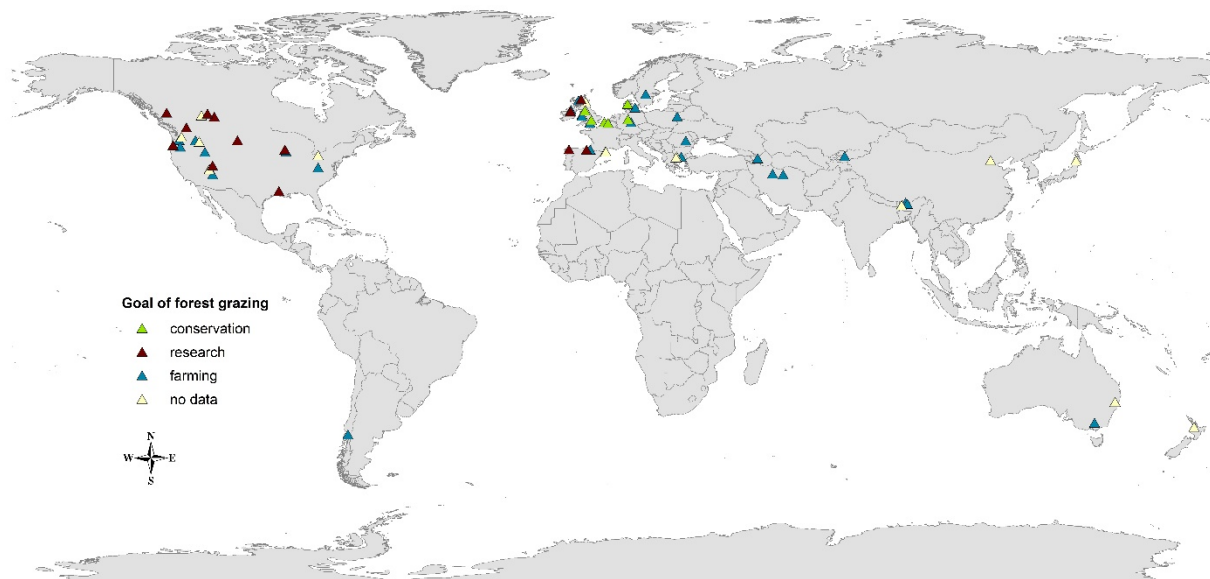 Goal of forest grazing
conservation
research
farming
no data
N
W E
S